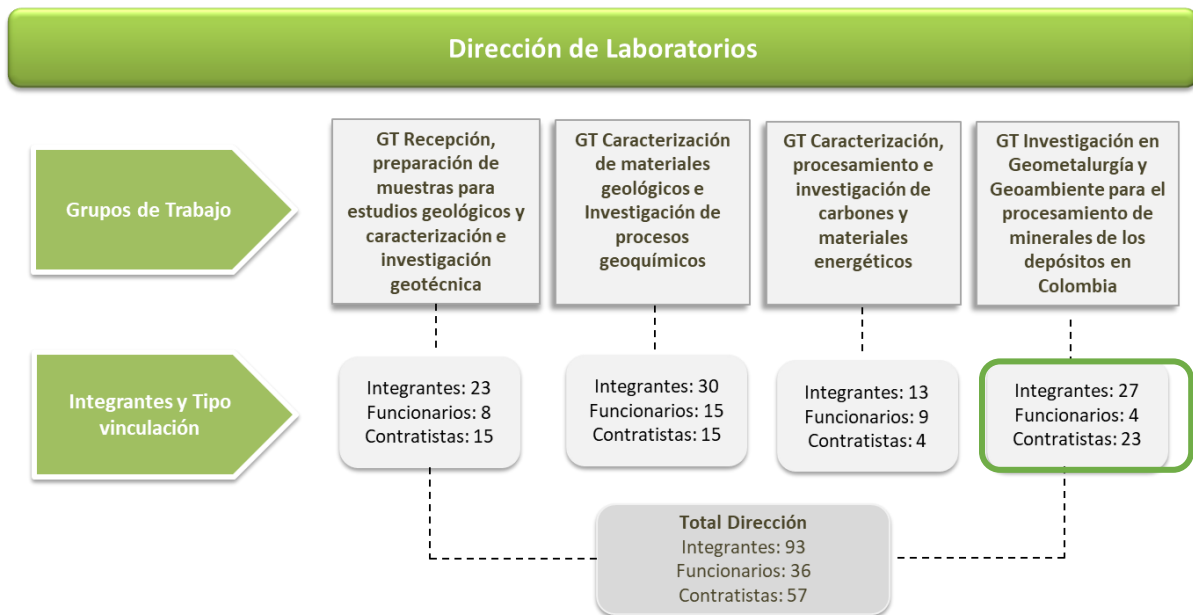 Dirección de Laboratorios
Grupos de Trabajo
GT Recepción,
preparación de
muestras para
estudios geológicos y
caracterización e
investigación
geotécnica
GT Caracterización
de materiales
geológicos e
Investigación de
procesos
geoquímicos
GT Caracterización,
procesamiento e
investigación de
carbones y
materiales
energéticos
GT Investigación en
Geometalurgía y
Geoambiente para el
procesamiento de
minerales de los
depósitos en
Colombia
Integrantes y Tipo
vinculación
Integrantes: 23
Funcionarios: 8
Contratistas: 15
Integrantes: 30
Funcionarios: 15
Contratistas: 15
Integrantes: 13
Funcionarios: 9
Contratistas: 4
Integrantes: 27
Funcionarios: 4
Contratistas: 23
Total Dirección
Integrantes: 93
Funcionarios: 36
Contratistas: 57